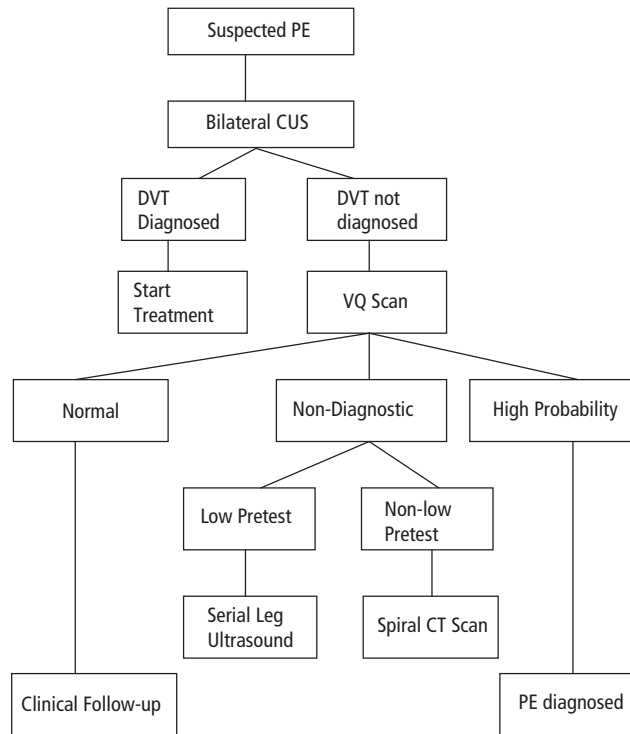 Suspected PE
Bilateral CUS
DVT
Diagnosed
DVT not
diagnosed
Start
Treatment
VQ Scan
Normal
Non-Diagnostic
High Probability
Low Pretest
Non-low
Pretest
Serial Leg
Ultrasound
Spiral CT Scan
Clinical Follow-up
PE diagnosed